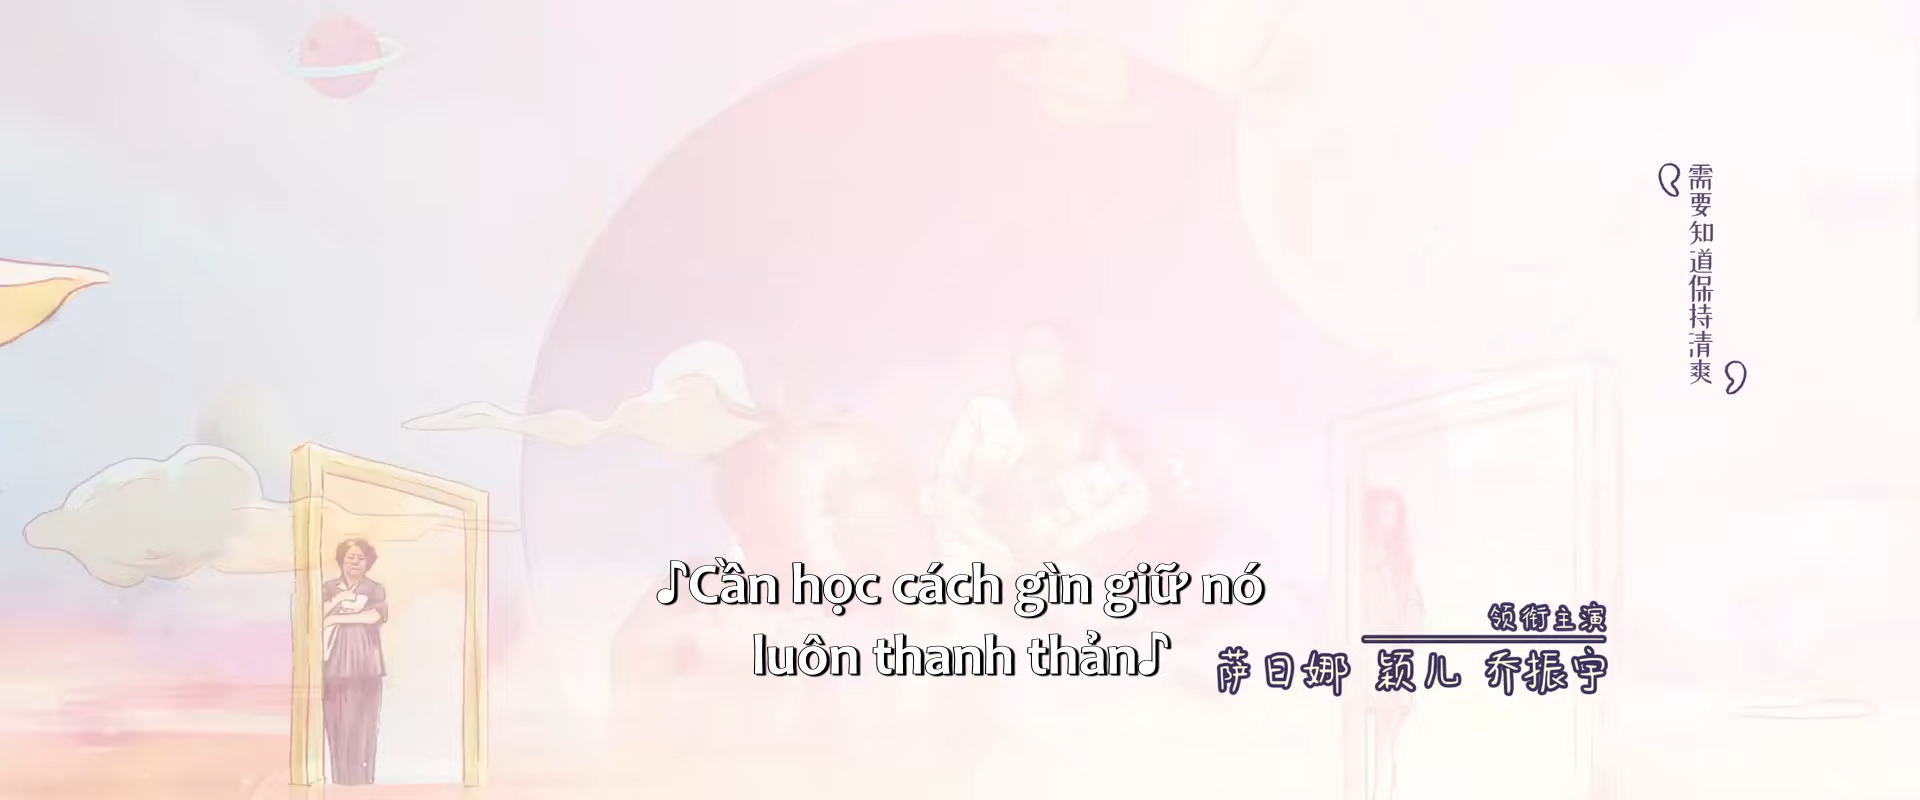 需要知道保持清爽
♪Cần học cách gìn giữ nó
luôn thanh thản♪
领衔主演
萨日娜 颖儿 乔振宇